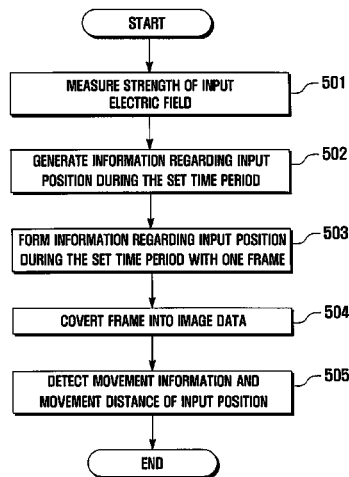 START
MEASURE STRENGTH OF INPUT
ELECTRIC FIELD
501
GENERATE INFORMATION REGARDING INPUT
POSITION DURING THE SET TIME PERIOD
502
FORM INFORMATION REGARDING INPUT POSITION
DURING THE SET TIME PERIOD WITH ONE FRAME
503
COVERT FRAME INTO IMAGE DATA
504
DETECT MOVEMENT INFORMATION AND
MOVEMENT DISTANCE OF INPUT POSITION
505
END